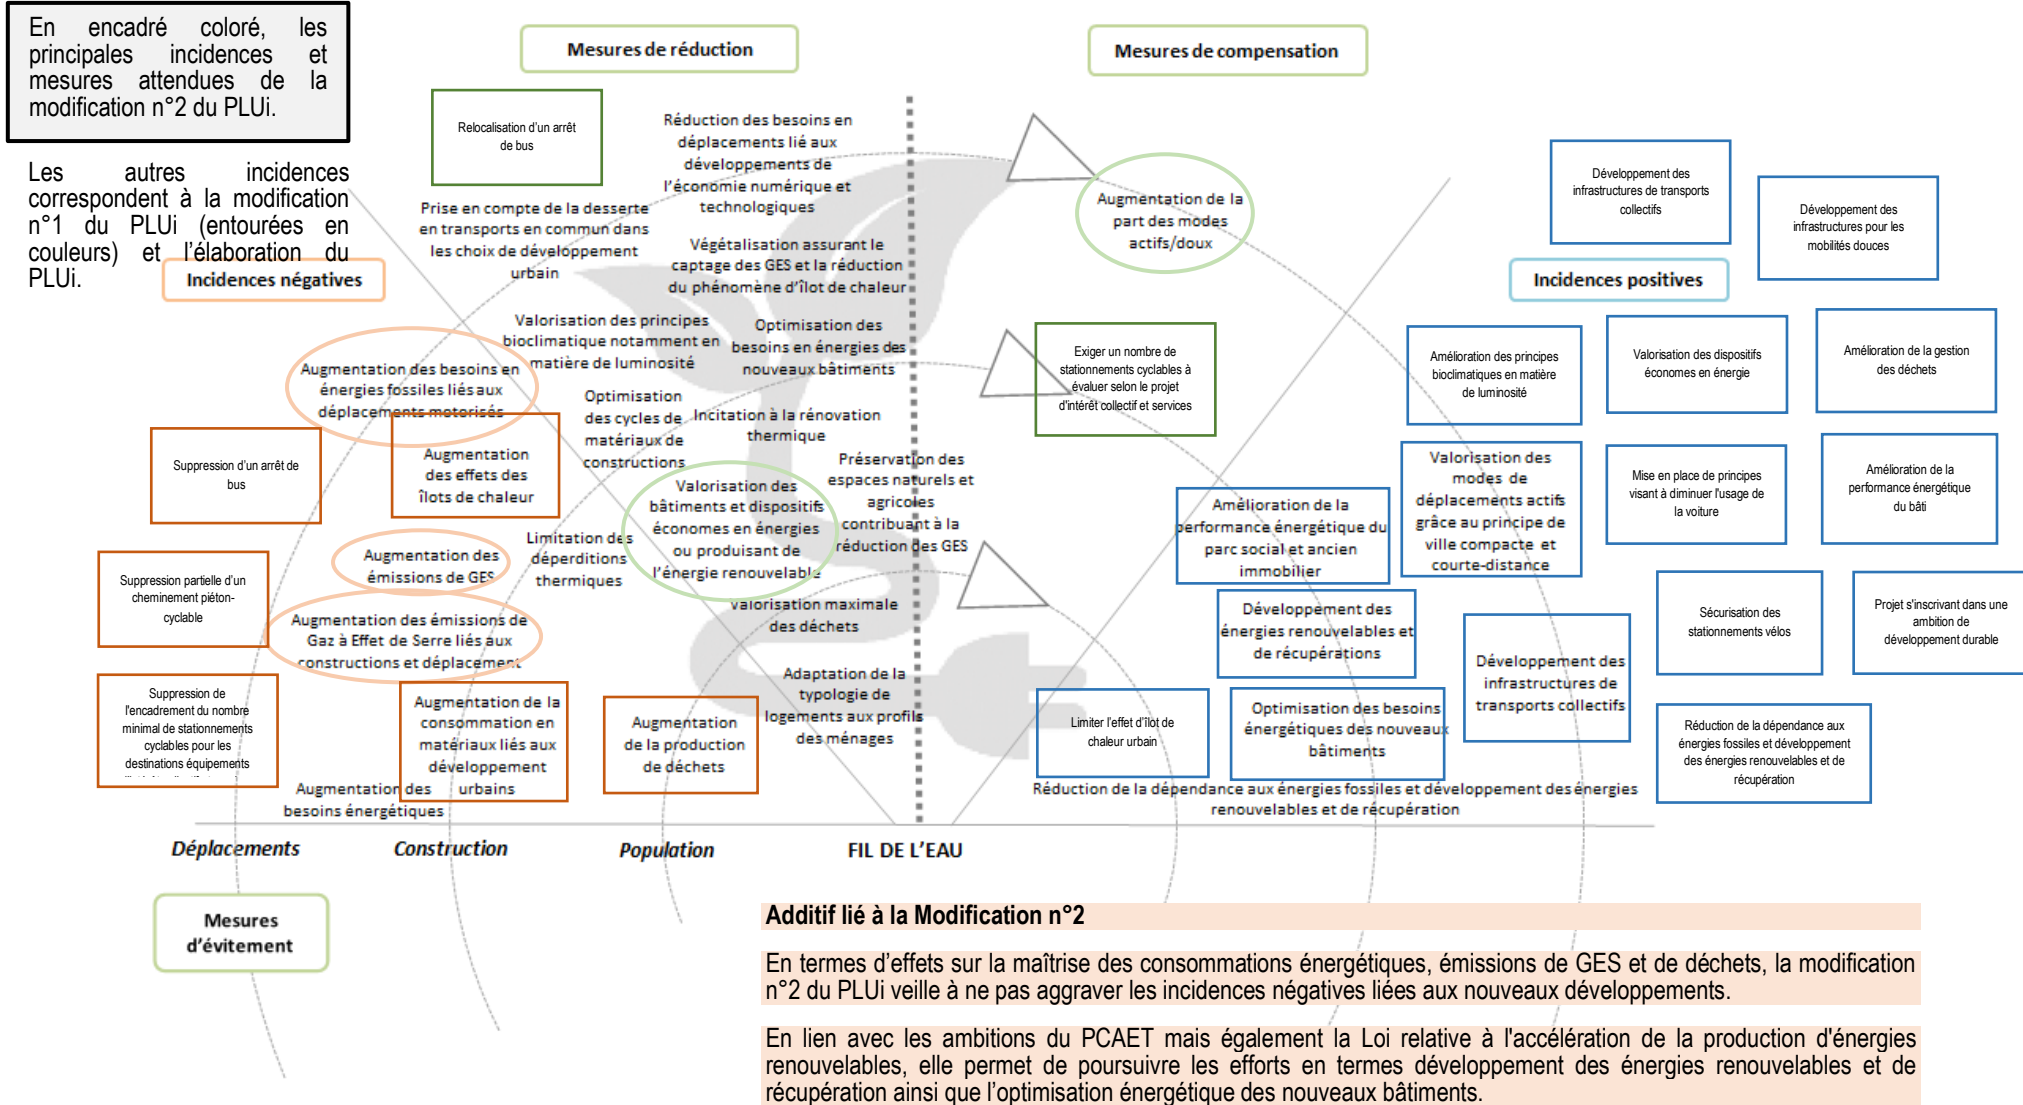 En encadré coloré, les
principales incidences et
mesures attendues de la
modification n°2 du PLUi.
Les autres incidences
correspondent à la modification
n°1 du PLUi (entourées en
couleurs) et l'élaboration du
PLUi.
Mesures de réduction
Mesures de compensation
Incidences négatives
Incidences positives
Relocalisation d'un arrêt
de bus
Réduction des besoins en
déplacements lié aux
développements de
l'économie numérique et
technologiques
Prise en compte de la desserte
en transports en commun dans
les choix de développement
urbain
Végétalisation assurant le
captage des GES et la réduction
du phénomène d'îlot de chaleur
Valorisation des principes
bioclimatique notamment en
matière de luminosité
Optimisation des
besoins en énergies des
nouveaux bâtiments
Augmentation des besoins en
énergies fossiles liés aux
déplacements motorisés
Optimisation
des cycles de
matériaux de
constructions
Incitation à la rénovation
thermique
Suppression d'un arrêt de
bus
Augmentation
des effets des
îlots de chaleur
Valorisation des
bâtiments et dispositifs
économes en énergies
ou produisant de
l'énergie renouvelable
Préservation des
espaces naturels et
agricoles
contribuant à la
réduction des GES
Augmentation des
émissions de GES
Limitation des
déperditions
thermiques
Suppression partielle d'un
cheminement piéton-
cyclable
Augmentation des émissions de
Gaz à Effet de Serre liés aux
constructions et déplacement
Valorisation maximale
des déchets
Suppression de
l'encadrement du nombre
minimal de stationnements
cyclables pour les
destinations équipements
Augmentation de la
consommation en
matériaux liés aux
développement
urbains
Augmentation
de la production
de déchets
Adaptation de la
typologie de
logements aux profils
des ménages
Augmentation des
besoins énergétiques
Augmentation de la
part des modes
actifs/doux
Exiger un nombre de
stationnements cyclables à
évaluer selon le projet
d'intérêt collectif et services
Développement des
infrastructures de transports
collectifs
Développement des
infrastructures pour les
mobilités douces
Amélioration des principes
bioclimatiques en matière
de luminosité
Valorisation des dispositifs
économes en énergie
Amélioration de la gestion
des déchets
Amélioration de la
performance énergétique du
parc social et ancien
immobilier
Valorisation des
modes de
déplacements actifs
grâce au principe de
ville compacte et
courte-distance
Mise en place de principes
visant à diminuer l'usage de
la voiture
Amélioration de la
performance énergétique
du bâti
Développement des
énergies renouvelables et
de récupérations
Développement des
infrastructures de
transports collectifs
Sécurisation des
stationnements vélos
Projet s'inscrivant dans une
ambition de
développement durable
Limiter l'effet d'îlot de
chaleur urbain
Optimisation des besoins
énergétiques des nouveaux
bâtiments
Réduction de la dépendance aux
énergies fossiles et développement
des énergies renouvelables et de
récupération
Réduction de la dépendance aux énergies fossiles et développement des énergies
renouvelables et de récupération
Déplacements
Construction
Population
FIL DE L'EAU
Mesures
d'évitement
Additif lié à la Modification n°2
En termes d'effets sur la maîtrise des consommations énergétiques, émissions de GES et de déchets, la modification
n°2 du PLUi veille à ne pas aggraver les incidences négatives liées aux nouveaux développements.
En lien avec les ambitions du PCAET mais également la Loi relative à l'accélération de la production d'énergies
renouvelables, elle permet de poursuivre les efforts en termes développement des énergies renouvelables et de
récupération ainsi que l'optimisation énergétique des nouveaux bâtiments.